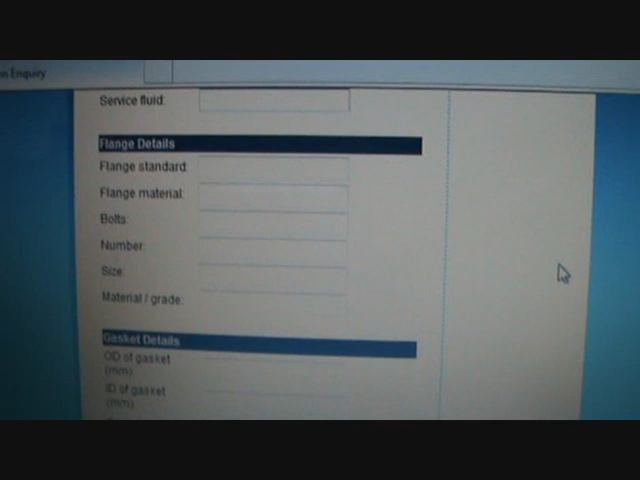 Enquiry
Service fluid:
Flange Details
Flange standard:
Flange material:
Bolts:
Number:
Size:
Material / grade:
Gasket Details
OD of gasket
(mm)
ID of gasket
(mm)